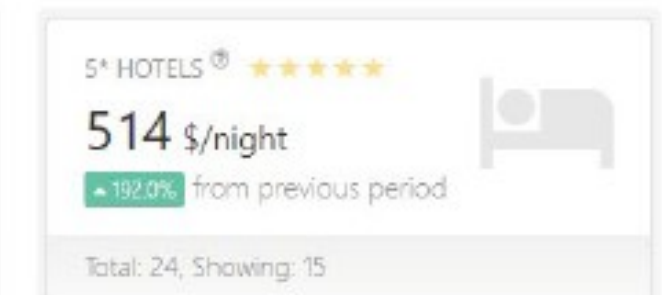 5* HOTELS ?
514 $/night
192.0% from previous period
Total: 24, Showing: 15